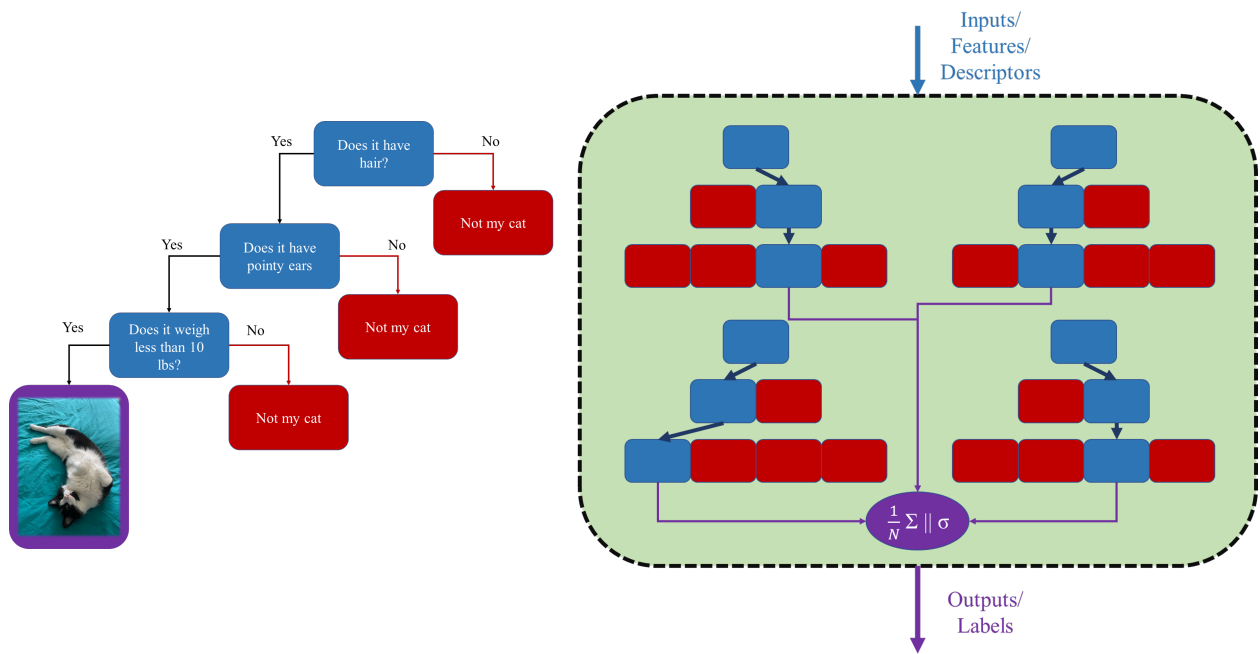 Yes
Does it have
hair?
No
Not my cat
Yes
Does it have
pointy ears
No
Not my cat
Yes
Does it weigh
less than 10
lbs?
No
Not my cat
Inputs/
Features/
Descriptors
1/N Σ || σ
Outputs/
Labels